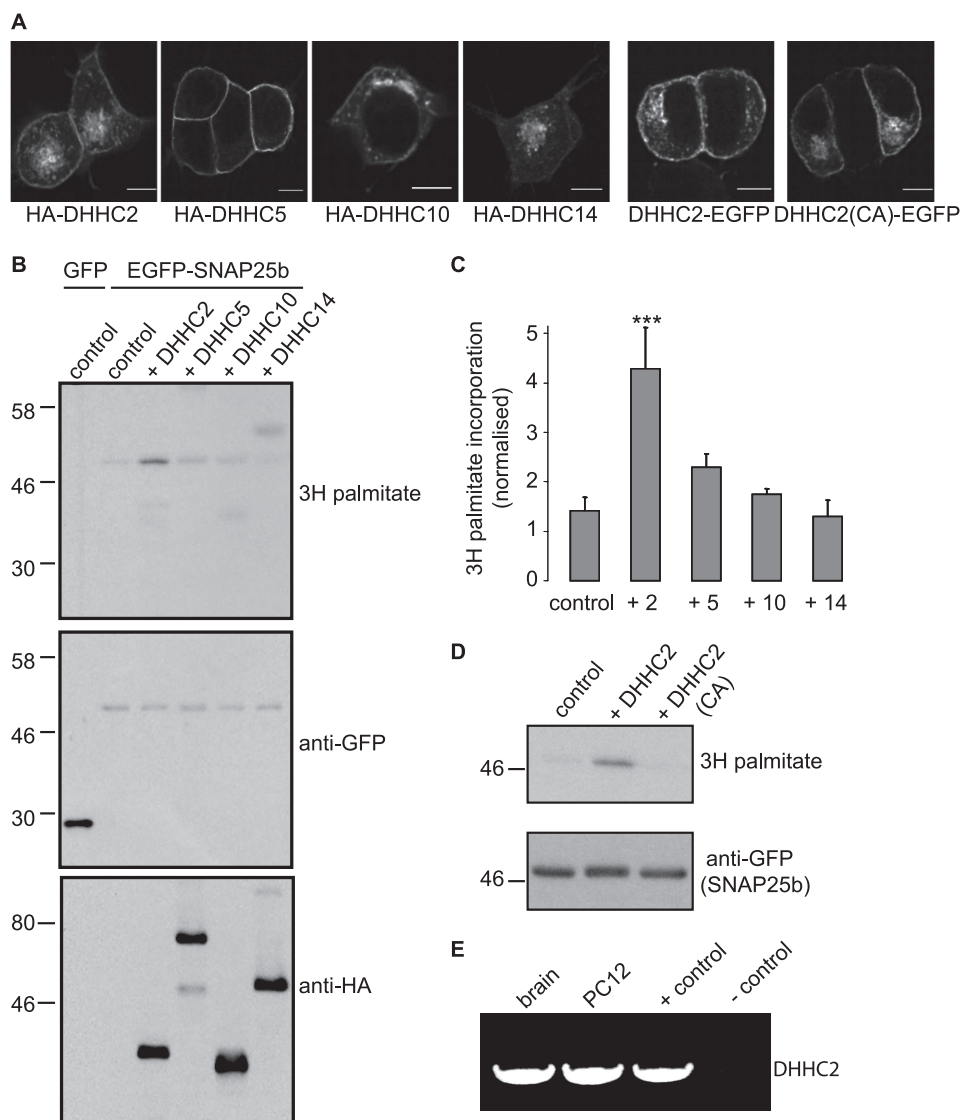 A
HA-DHHC2
HA-DHHC5
HA-DHHC10
HA-DHHC14
DHHC2-EGFP
DHHC2(CA)-EGFP
B
GFP
EGFP-SNAP25b
control
control
+ DHHC2
+ DHHC5
+ DHHC10
+ DHHC14
58
46
30
3H palmitate
58
46
30
anti-GFP
80
46
anti-HA
C
3H palmitate incorporation
(normalised)
5
4
3
2
1
0
***
control
+ 2
+ 5
+ 10
+ 14
D
control
+ DHHC2
+ DHHC2
(CA)
46
3H palmitate
46
anti-GFP
(SNAP25b)
E
brain
PC12
+ control
- control
DHHC2